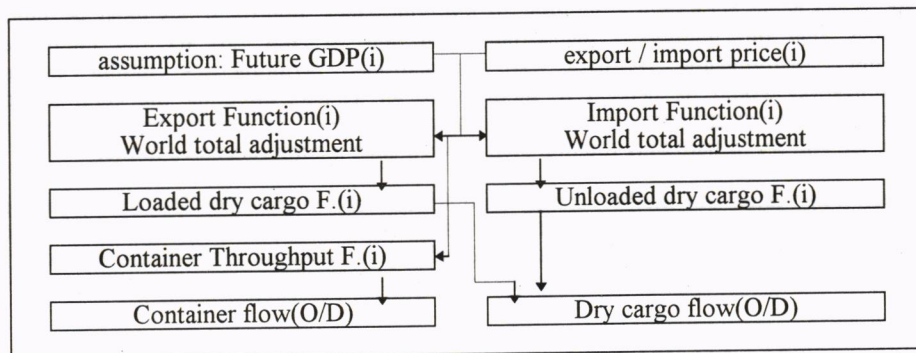 assumption: Future GDP(i)
export / import price(i)
Export Function(i)
World total adjustment
Import Function(i)
World total adjustment
Loaded dry cargo F.(i)
Unloaded dry cargo F.(i)
Container Throughput F.(i)
Container flow(O/D)
Dry cargo flow(O/D)